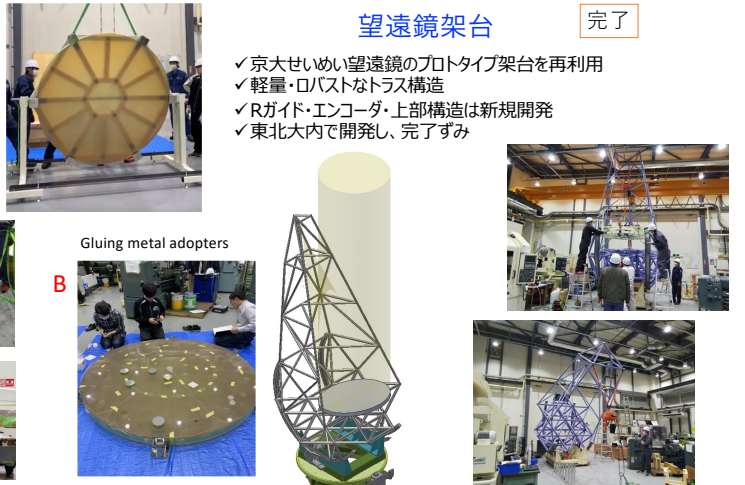 望遠鏡架台
完了
✓京大せいめい望遠鏡のプロトタイプ架台を再利用
✓軽量・ロバストなトラス構造
✓Rガイド・エンコーダ・上部構造は新規開発
✓東北大内で開発し、完了ずみ
Gluing metal adopters
B